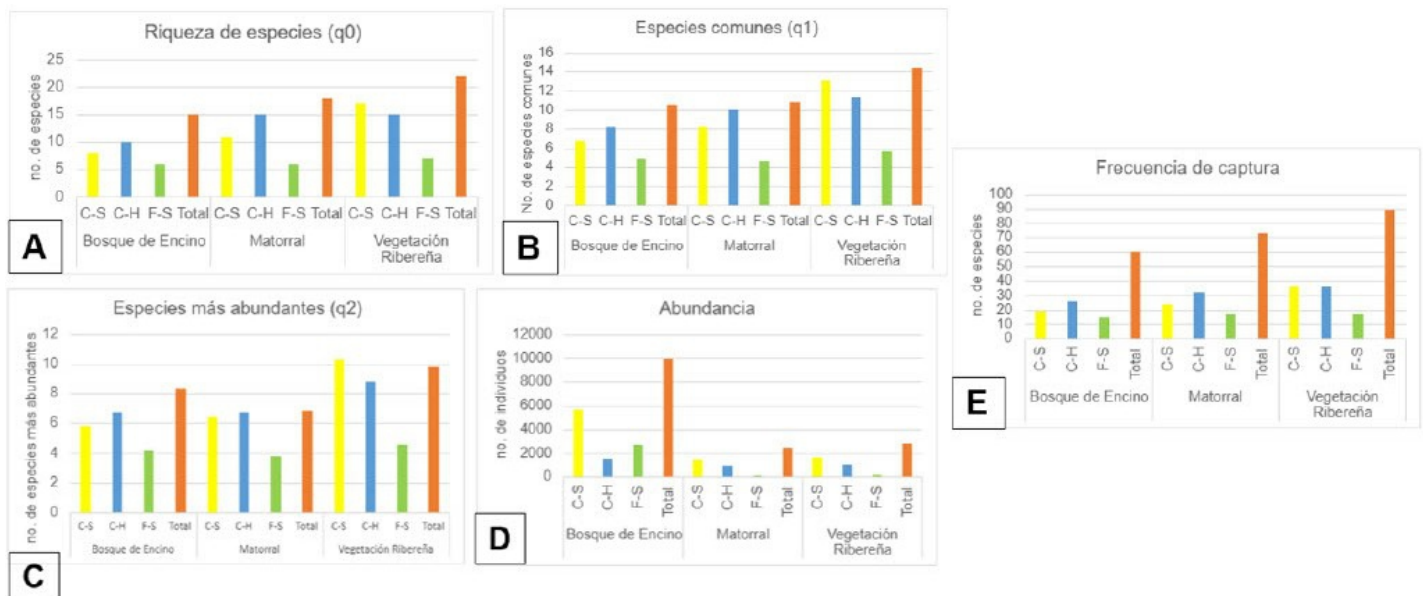 Riqueza de especies (q0)
no. de especie
25
20
15
10
5
0
C-S C-H F-S Total C-S C-H F-S Total C-S C-H F-S Total
Bosque de Encino Matorral Vegetación
Ribereña
A
Especies comunes (q1)
No. de especies comunes
16
14
12
10
8
6
4
2
0
C-S C-H F-S Total C-S C-H F-S Total C-S C-H F-S Total
Bosque de Encino Matorral Vegetación
Ribereña
B
Especies más abundantes (q2)
no. de especies más abundantes
12
10
8
6
4
2
0
C-S C-H F-S Total C-S C-H F-S Total C-S C-H F-S Total
Bosque de Encino Matorral Vegetación Ribereña
C
Abundancia
no. de individuos
12000
10000
8000
6000
4000
2000
0
C-S C-H F-S Total C-S C-H F-S Total C-S C-H F-S Total
Bosque de Encino Matorral Vegetación
Ribereña
D
Frecuencia de captura
no. de especies
100
90
80
70
60
50
40
30
20
10
0
C-S C-H F-S Total C-S C-H F-S Total C-S C-H F-S Total
Bosque de Encino Matorral Vegetación
Ribereña
E